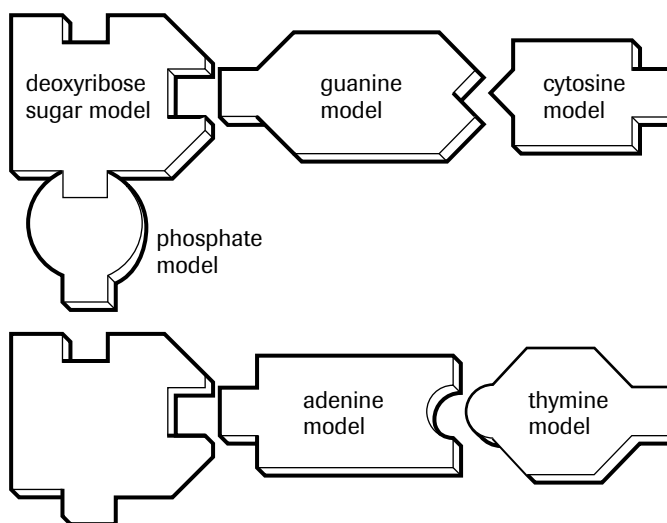 deoxyribose
sugar model
guanine
model
cytosine
model
phosphate
model
adenine
model
thymine
model